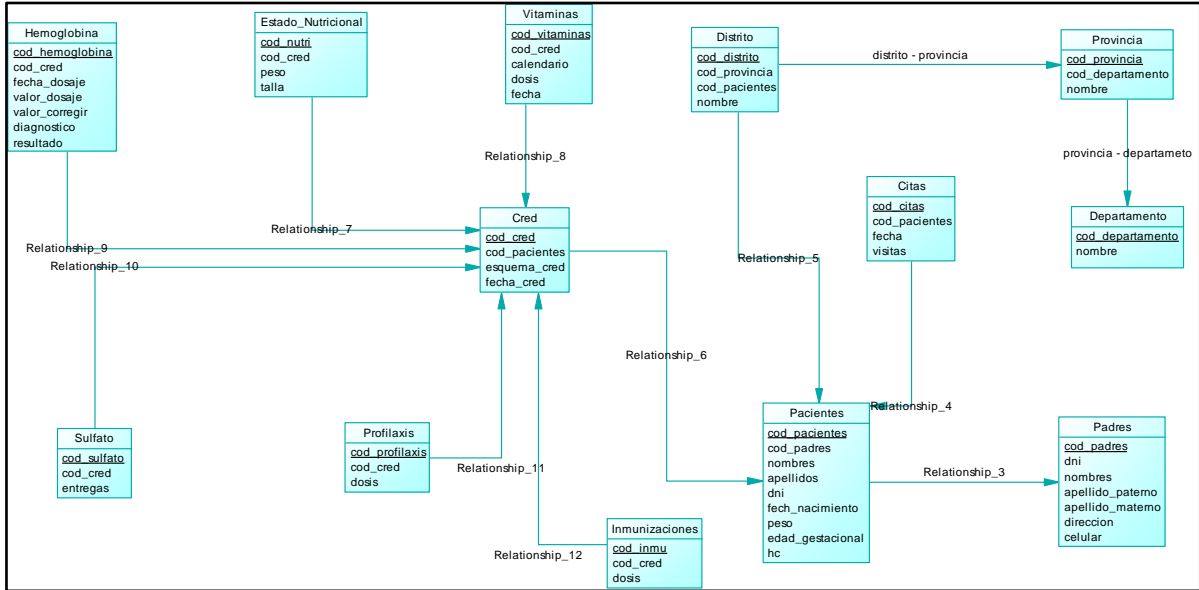 Hemoglobina
cod_hemoglobina
cod_cred
fecha_dosaje
valor_dosaje
valor_corregir
diagnostico
resultado
Estado_Nutricional
cod_nutri
cod_cred
peso
talla
Vitaminas
cod_vitaminas
cod_cred
calendario
dosis
fecha
Distrito
cod_distrito
cod_provincia
cod_pacientes
nombre
distrito - provincia
Provincia
cod_provincia
cod_departamento
nombre
provincia - departameto
Departamento
cod_departamento
nombre
Relationship_8
Citas
cod_citas
cod_pacientes
fecha
visitas
Cred
cod_cred
cod_pacientes
esquema_cred
fecha_cred
Relationship_7
Relationship_9
Relationship_10
Relationship_5
Relationship_6
Relationship_4
Sulfato
cod_sulfato
cod_cred
entregas
Profilaxis
cod_profilaxis
cod_cred
dosis
Relationship_11
Pacientes
cod_pacientes
cod_padres
nombres
apellidos
dni
fech_nacimiento
peso
edad_gestacional
hc
Relationship_3
Padres
cod_padres
dni
nombres
apellido_paterno
apellido_materno
direccion
celular
Relationship_12
Inmunizaciones
cod_inmu
cod_cred
dosis